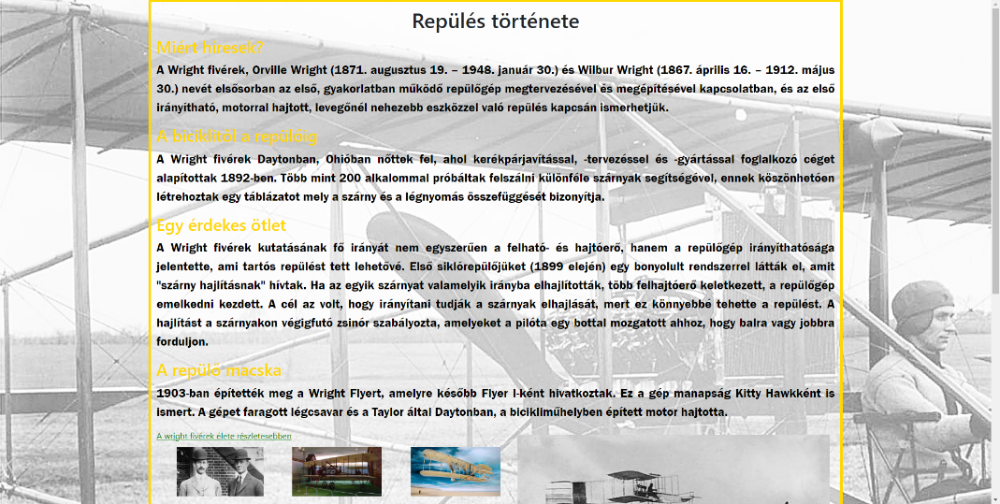 Repülés története
Miért híresek?
A Wright fivérek, Orville Wright (1871. augusztus 19. – 1948. január 30.) és Wilbur Wright (1867. április 16. – 1912. május
30.) nevét elsősorban az első, gyakorlatban működő repülőgép megtervezésével és megépítésével kapcsolatban, és az első
irányítható, motorral hajtott, levegőnél nehezebb eszközzel való repülés kapcsán ismerhetjük.
A biciklitől a repülőig
A Wright fivérek Daytonban, Ohióban nőttek fel, ahol kerékpárjavítással, -tervezéssel és -gyártással foglalkozó céget
alapítottak 1892-ben. Több mint 200 alkalommal próbáltak felszálni különféle szárnyak segítségével, ennek köszönhetően
létrehoztak egy táblázatot mely a szárny és a légnyomás összefüggését bizonyítja.
Egy érdekes ötlet
A Wright fivérek kutatásának fő irányát nem egyszerűen a felható- és hajtóerő, hanem a repülőgép irányíthatósága
jelentette, ami tartós repülést tett lehetővé. Első siklórepülőjüket (1899 elején) egy bonyolult rendszerrel látták el, amit
"szárny hajlításnak" hívtak. Ha az egyik szárnyat valamelyik irányba elhajlították, több felhajtóerő keletkezett, a repülőgép
emelkedni kezdett. A cél az volt, hogy irányítani tudják a szárnyak elhajlását, mert ez könnyebbé tehette a repülést. A
hajlítást a szárnyakon végigfutó zsinór szabályozta, amelyeket a pilóta egy bottal mozgatott ahhoz, hogy balra vagy jobbra
forduljon.
A repülő macska
1903-ban építették meg a Wright Flyert, amelyre később Flyer I-ként hivatkoztak. Ez a gép manapság Kitty Hawkként is
ismert. A gépet faragott légcsavar és a Taylor által Daytonban, a bicikliműhelyben épített motor hajtotta.
A wright fivérek élete részletesebben